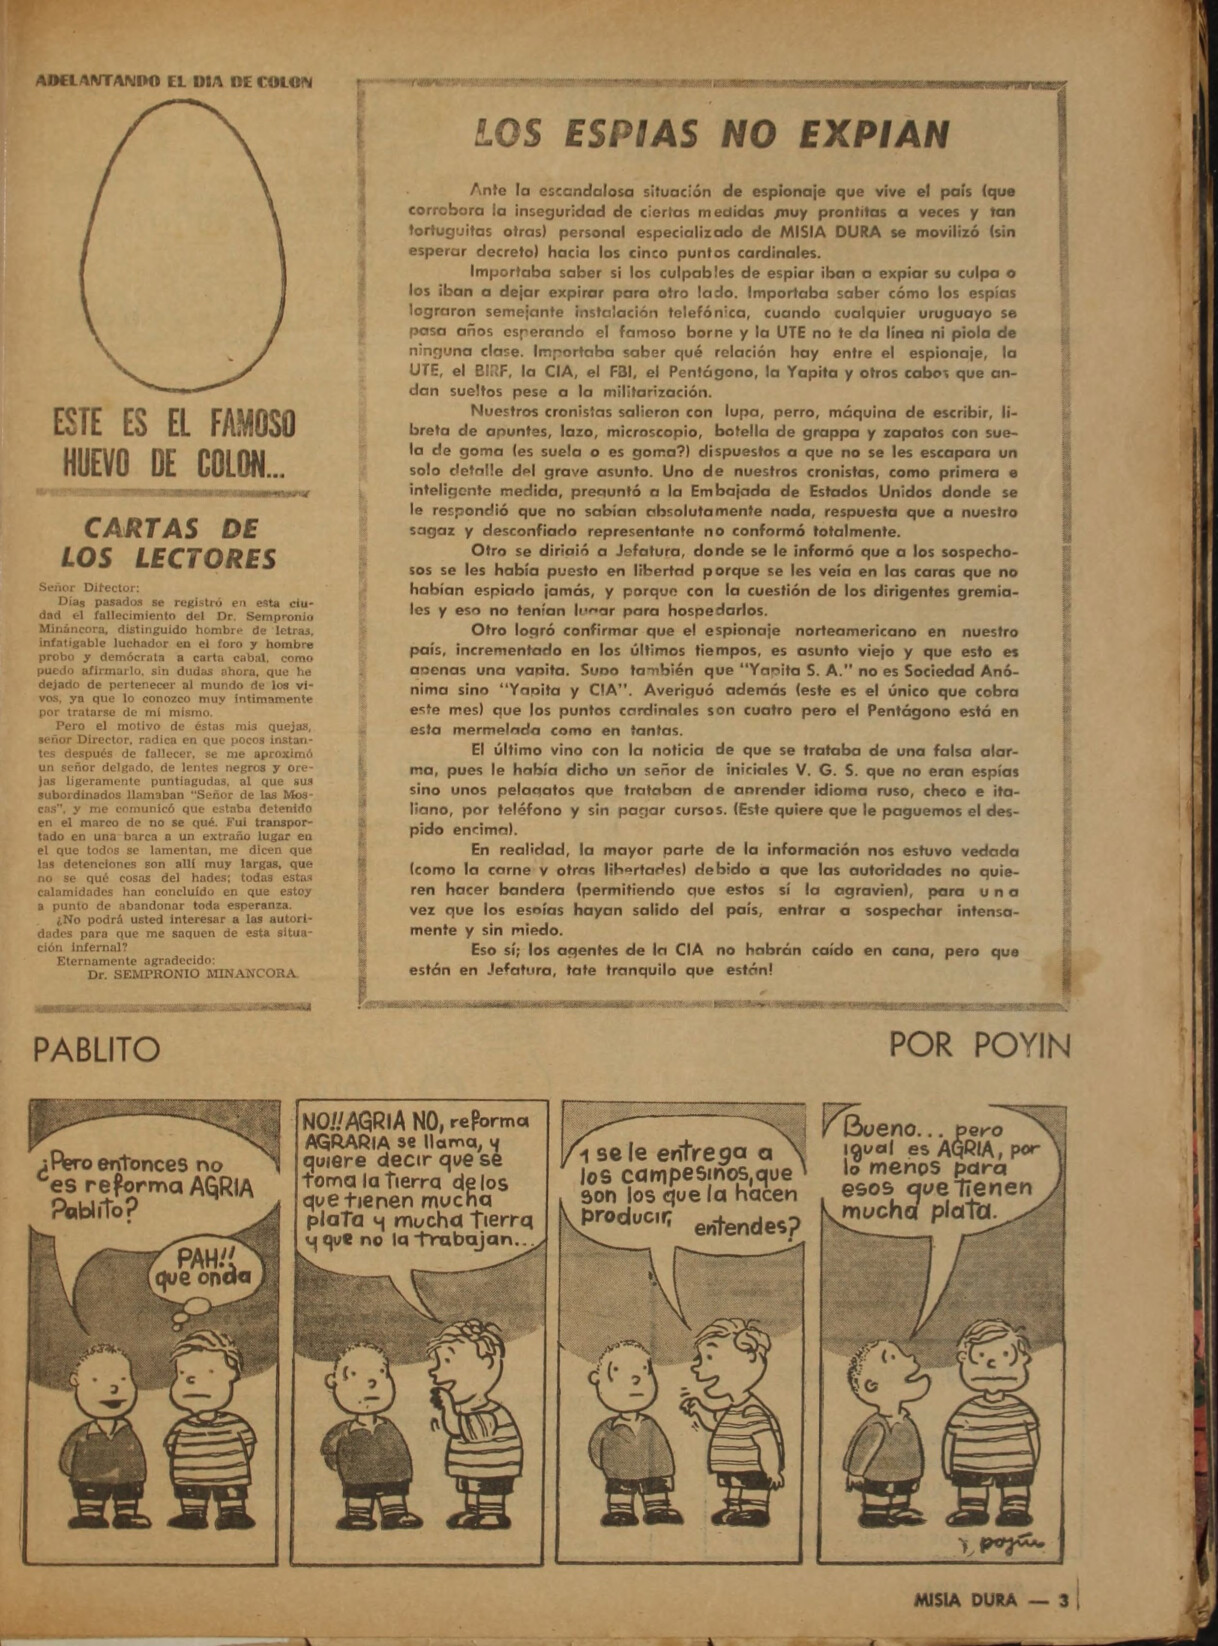 ADELANTANDO EL DIA DE COLON
ESTE ES EL FAMOSO
HUEVO DE COLON...
CARTAS DE
LOS LECTORES
Señor Director:
Días pasados se registró en esta ciu-
dad el fallecimiento del Dr. Sempronio
Mináncora, distinguido hombre de letras,
infatigable luchador en el foro y hombre
probo y demócrata a carta cabal, como
puedo afirmarlo, sin dudas ahora, que he
dejado de pertenecer al mundo de los vi-
vos, ya que lo conozco muy íntimamente
por tratarse de mí mismo.
Pero el motivo de éstas mis quejas,
señor Director, radica en que pocos instan-
tes después de fallecer, se me aproximó
un señor delgado, de lentes negros y ore-
jas ligeramente puntiagudas, al que sus
subordinados llamaban "Señor de las Mos-
cas", y me comunicó que estaba detenido
en el marco de no se qué. Fui transpor-
tado en una barca a un extraño lugar en
el que todos se lamentan, me dicen que
las detenciones son allí muy largas, que
no se qué cosas del hades; todas estas
calamidades han concluído en que estoy
a punto de abandonar toda esperanza.
¿No podrá usted interesar a las autori-
dades para que me saquen de esta situa-
ción infernal?
Eternamente agradecido:
Dr. SEMPRONIO MINANCORA
LOS ESPIAS NO EXPIAN
Ante la escandalosa situación de espionaje que vive el país (que
corrobora la inseguridad de ciertas medidas muy prontitas a veces y tan
tortuguitas otras) personal especializado de MISIA DURA se movilizó (sin
esperar decreto) hacia los cinco puntos cardinales.
Importaba saber si los culpables de espiar iban a expiar su culpa o
los iban a dejar expirar para otro lado. Importaba saber cómo los espías
lograron semejante instalación telefónica, cuando cualquier uruguayo se
pasa años esperando el famoso borne y la UTE no te da línea ni piola de
ninguna clase. Importaba saber qué relación hay entre el espionaje, la
UTE, el BIRF, la CIA, el FBI, el Pentágono, la Yapita y otros cabos que an-
dan sueltos pese a la militarización.
Nuestros cronistas salieron con lupa, perro, máquina de escribir, li-
breta de apuntes, lazo, microscopio, botella de grappa y zapatos con sue-
la de goma (es suela o es goma?) dispuestos a que no se les escapara un
solo detalle del grave asunto. Uno de nuestros cronistas, como primera e
inteligente medida, preguntó a la Embajada de Estados Unidos donde se
le respondió que no sabían absolutamente nada, respuesta que a nuestro
sagaz y desconfiado representante no conformó totalmente.
Otro se dirigió a Jefatura, donde se le informó que a los sospecho-
sos se les había puesto en libertad porque se les veía en las caras que no
habían espiado jamás, y porque con la cuestión de los dirigentes gremia-
les y eso no tenían lugar para hospedarlos.
Otro logró confirmar que el espionaje norteamericano en nuestro
país, incrementado en los últimos tiempos, es asunto viejo y que esto es
apenas una yapita. Supo también que "Yapita S. A." no es Sociedad Anó-
nima sino "Yapita y CIA". Averiguó además (este es el único que cobra
este mes) que los puntos cardinales son cuatro pero el Pentágono está en
esta mermelada como en tantas.
El último vino con la noticia de que se trataba de una falsa alar-
ma, pues le había dicho un señor de iniciales V. G. S. que no eran espías
sino unos pelagatos que trataban de aprender idioma ruso, checo e ita-
liano, por teléfono y sin pagar cursos. (Este quiere que le paguemos el des-
pido encima).
En realidad, la mayor parte de la información nos estuvo vedada
(como la carne y otras libertades) debido a que las autoridades no quie-
ren hacer bandera (permitiendo que estos sí la agravien), para una
vez que los espías hayan salido del país, entrar a sospechar intensa-
mente y sin miedo.
Eso sí; los agentes de la CIA no habrán caído en cana, pero que
están en Jefatura, tate tranquilo que están!
PABLITO
POR POYIN
¿Pero entonces no
es reforma AGRIA
Pablito?
PAH!!
que onda
NO!! AGRIA NO, reforma
AGRARIA se llama, y
quiere decir que se
toma la tierra de los
que tienen mucha
plata y mucha tierra
y que no la trabajan...
Y se le entrega a
los campesinos, que
son los que la hacen
producir,
entendes?
Bueno... pero
igual es AGRIA, por
lo menos para
esos que tienen
mucha plata.
poyín
MISIA DURA — 3